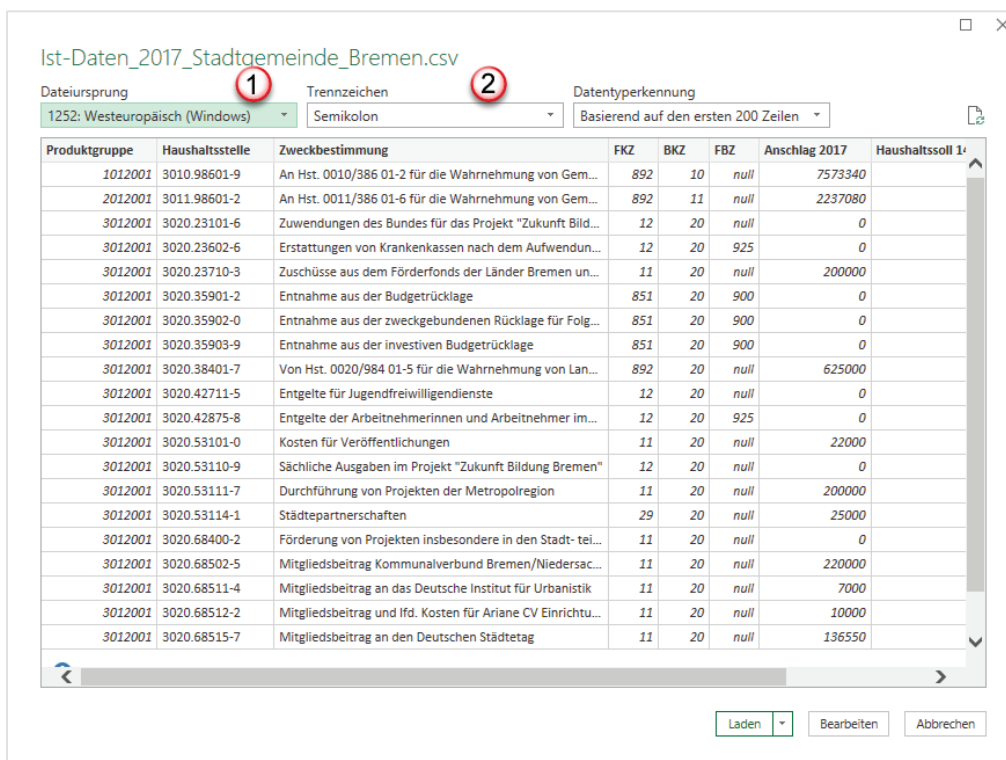 Ist-Daten_2017_Stadtgemeinde_Bremen.csv
1
2
Dateiursprung Trennzeichen Datentyperkennung
1252: Westeuropäisch (Windows) Semikolon Basierend auf den ersten 200 Zeilen
Produktgruppe Haushaltsstelle Zweckbestimmung FKZ BKZ FBZ Anschlag 2017 Haushaltssoll
1012001 3010.98601-9 An Hst. 0010/386 01-2 für die Wahrnehmung von Gem... 892 10 null 7573340
2012001 3011.98601-2 An Hst. 0011/386 01-6 für die Wahrnehmung von Gem... 892 11 null 2237080
3012001 3020.23101-6 Zuwendungen des Bundes für das Projekt "Zukunft Bild... 12 20 null 0
3012001 3020.23602-6 Erstattungen von Krankenkassen nach dem Aufwendun... 12 20 925 0
3012001 3020.23710-3 Zuschüsse aus dem Förderfonds der Länder Bremen un... 11 20 null 200000
3012001 3020.35901-2 Entnahme aus der Budgetrücklage 851 20 900 0
3012001 3020.35902-0 Entnahme aus der zweckgebundenen Rücklage für Folg... 851 20 900 0
3012001 3020.35903-9 Entnahme aus der investiven Budgetrücklage 851 20 900 0
3012001 3020.38401-7 Von Hst. 0020/984 01-5 für die Wahrnehmung von Lan... 892 20 null 625000
3012001 3020.42711-5 Entgelte für Jugendfreiwilligendienste 12 20 null 0
3012001 3020.42875-8 Entgelte der Arbeitnehmerinnen und Arbeitnehmer im... 12 20 925 0
3012001 3020.53101-0 Kosten für Veröffentlichungen 11 20 null 22000
3012001 3020.53110-9 Sächliche Ausgaben im Projekt "Zukunft Bildung Bremen" 12 20 null 0
3012001 3020.53111-7 Durchführung von Projekten der Metropolregion 11 20 null 200000
3012001 3020.53114-1 Städtepartnerschaften 29 20 null 25000
3012001 3020.68400-2 Förderung von Projekten insbesondere in den Stadt- tei... 11 20 null 0
3012001 3020.68502-5 Mitgliedsbeitrag Kommunalverbund Bremen/Niedersac... 11 20 null 220000
3012001 3020.68511-4 Mitgliedsbeitrag an das Deutsche Institut für Urbanistik 11 20 null 7000
3012001 3020.68512-2 Mitgliedsbeitrag und lfd. Kosten für Ariane CV Einrichtu... 11 20 null 10000
3012001 3020.68515-7 Mitgliedsbeitrag an den Deutschen Städtetag 11 20 null 136550
Laden Bearbeiten Abbrechen